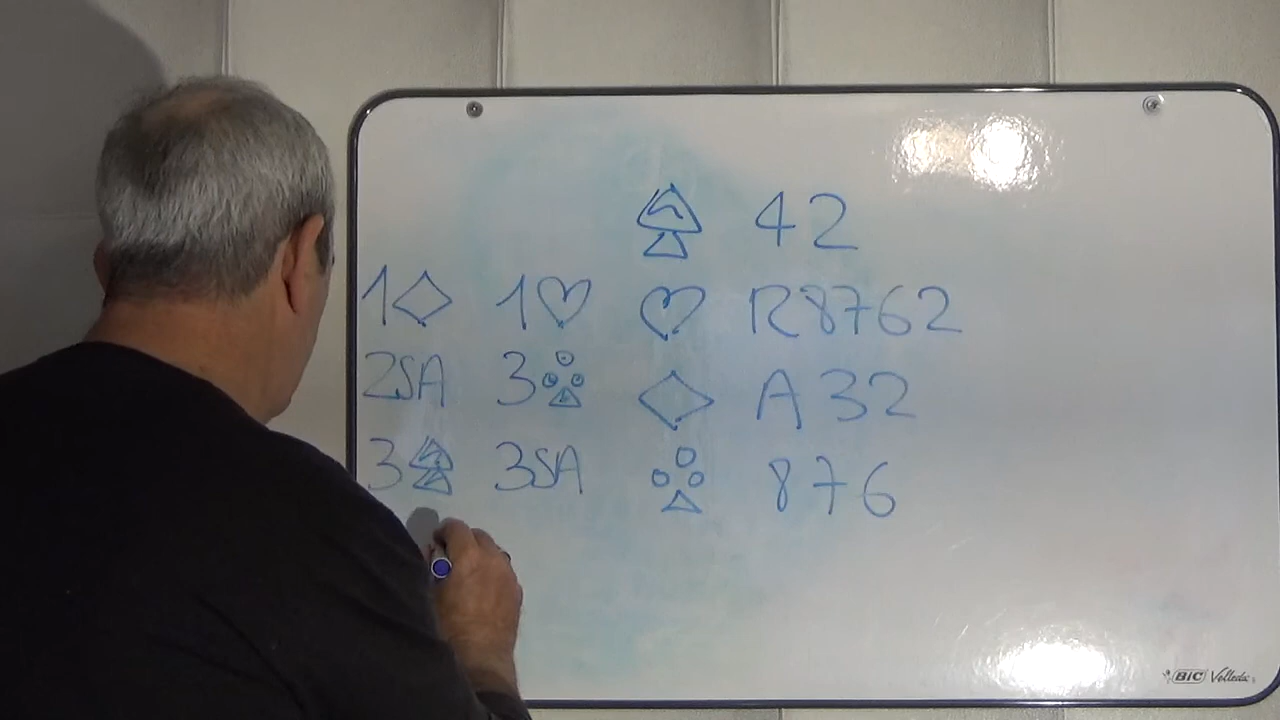 ♠ 42
1♦ 1♥ ♥ R8762
2SA 3♣ ♦ A32
3♠ 3SA ♣ 876
BIC Velleda